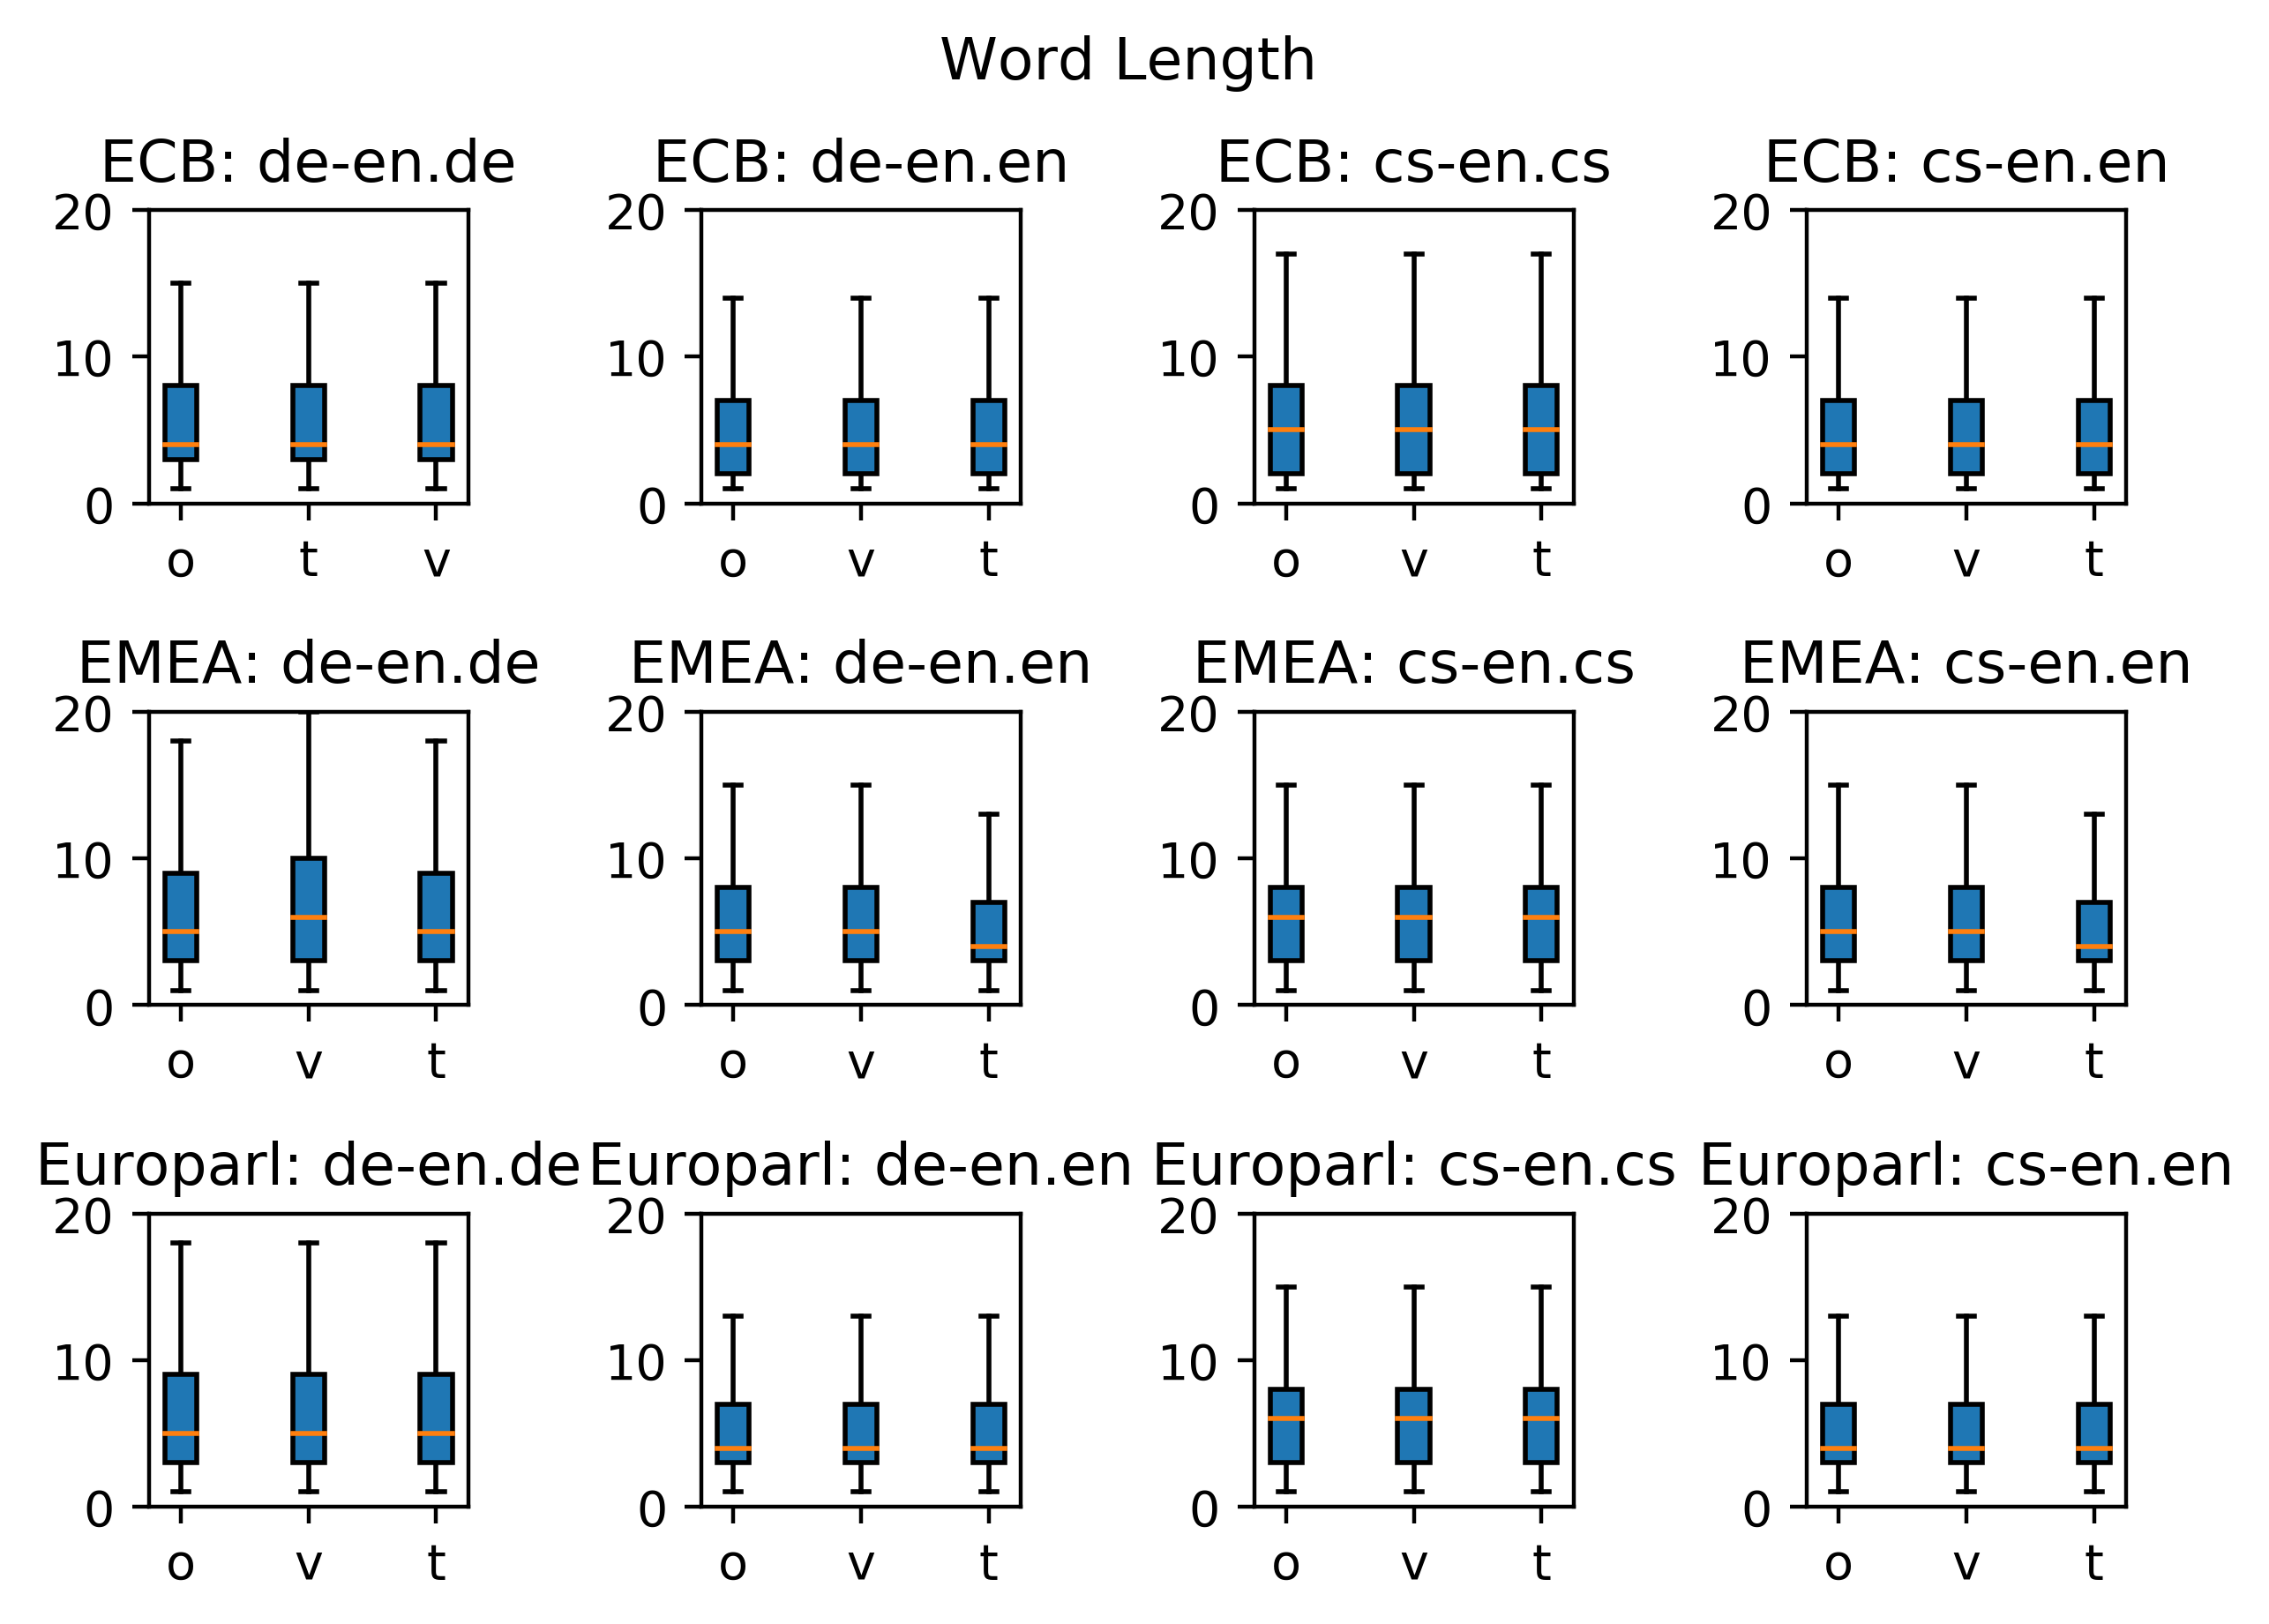 Word Length
ECB: de-en.de ECB: de-en.en ECB: cs-en.cs ECB: cs-en.en
20 20 20 20
10 10 10 10
0 0 0 0
o t v o v t o v t o v t
EMEA: de-en.de EMEA: de-en.en EMEA: cs-en.cs EMEA: cs-en.en
20 20 20 20
10 10 10 10
0 0 0 0
o v t o v t o v t o v t
Europarl: de-en.de Europarl: de-en.en Europarl: cs-en.cs Europarl: cs-en.en
20 20 20 20
10 10 10 10
0 0 0 0
o v t o v t o v t o v t